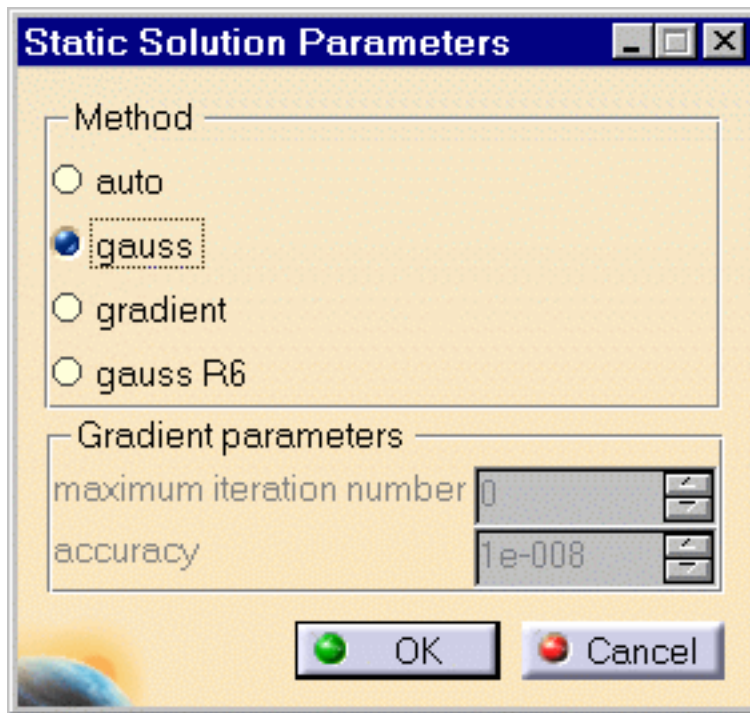 Static Solution Parameters
Method
auto
gauss
gradient
gauss R6
Gradient parameters
maximum iteration number 0
accuracy 1e-008
OK Cancel